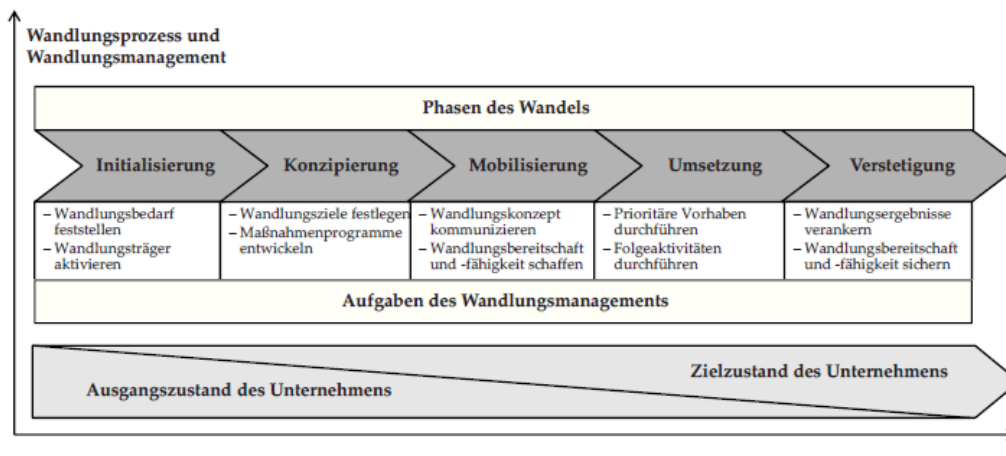 Wandlungsprozess und
Wandlungsmanagement
Phasen des Wandels
Initialisierung
Konzipierung
Mobilisierung
Umsetzung
Verstetigung
– Wandlungsbedarf
feststellen
– Wandlungsträger
aktivieren
– Wandlungsziele festlegen
– Maßnahmenprogramme
entwickeln
– Wandlungskonzept
kommunizieren
– Wandlungsbereitschaft
und -fähigkeit schaffen
– Prioritäre Vorhaben
durchführen
– Folgeaktivitäten
durchführen
– Wandlungsergebnisse
verankern
– Wandlungsbereitschaft
und -fähigkeit sichern
Aufgaben des Wandlungsmanagements
Ausgangszustand des Unternehmens
Zielzustand des Unternehmens